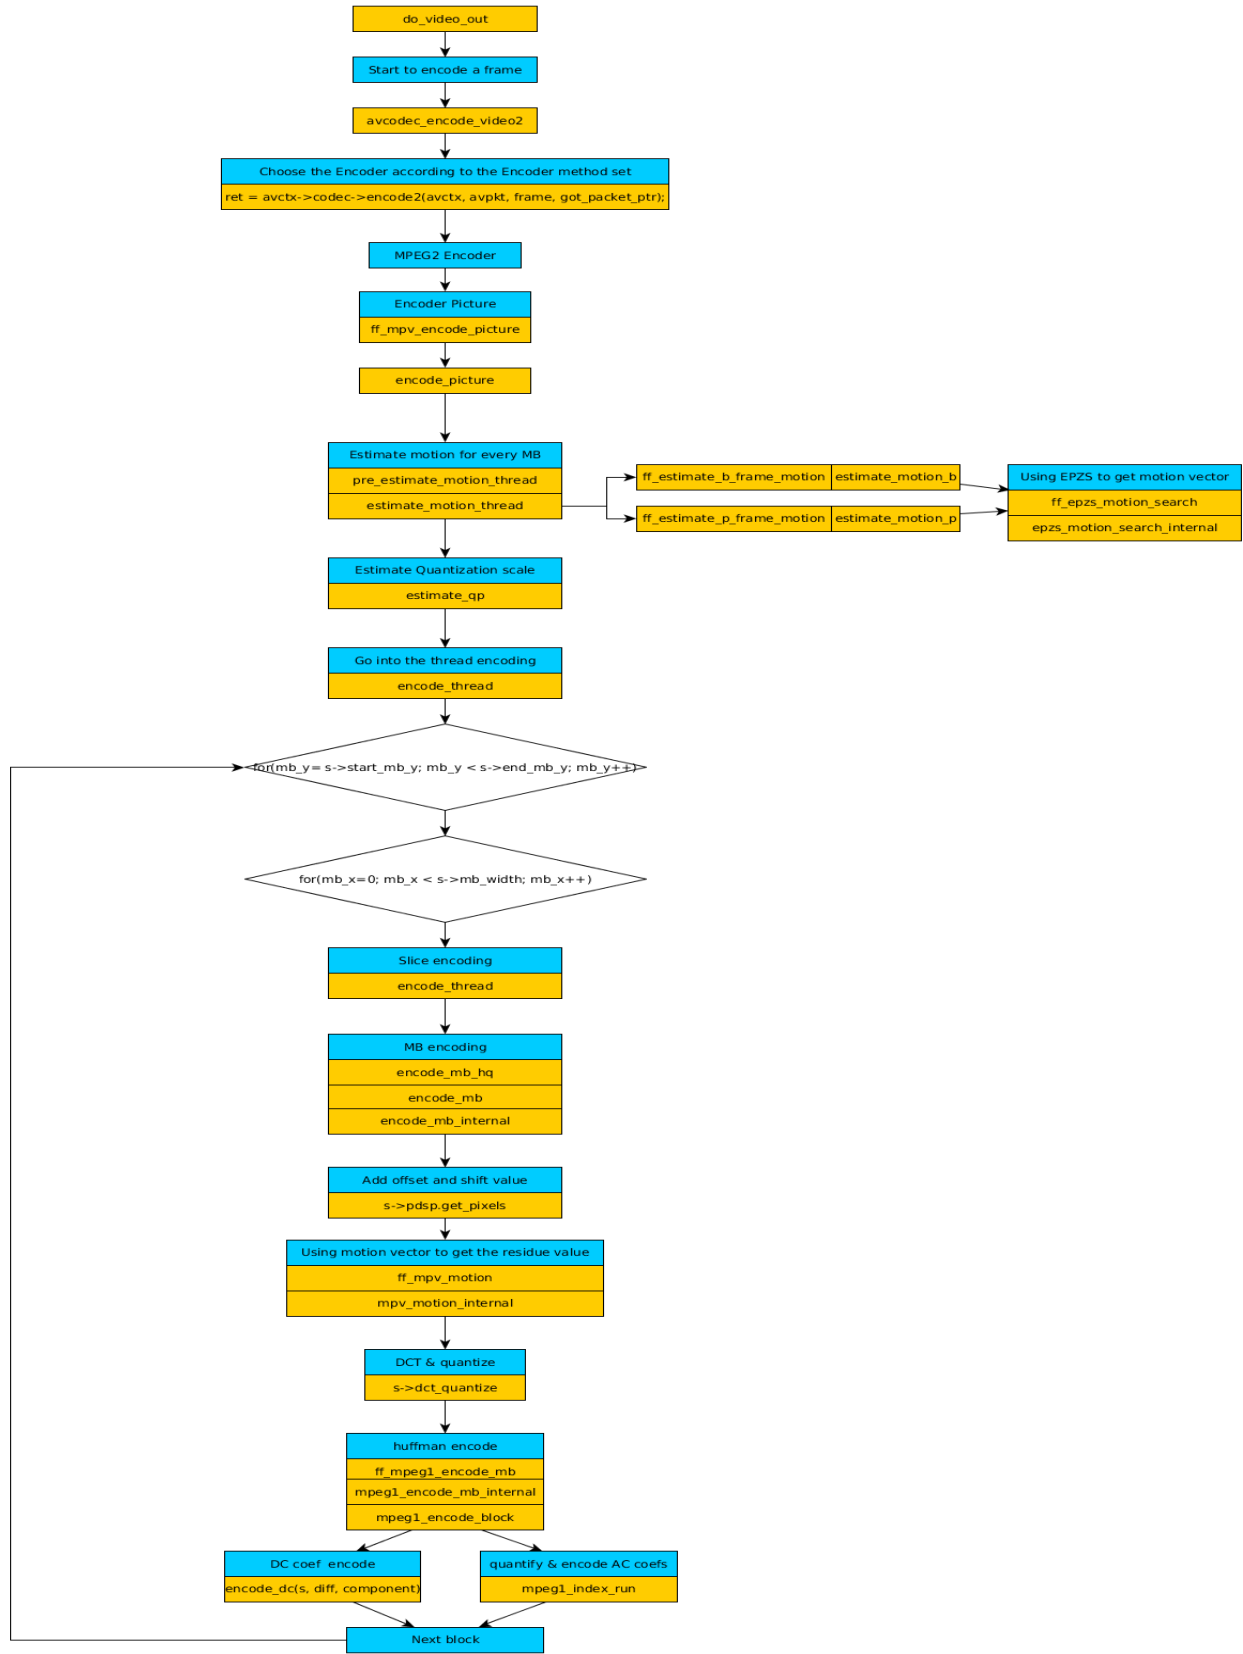 do_video_out
Start to encode a frame
avcodec_encode_video2
Choose the Encoder according to the Encoder method set
ret = avctx->codec->encode2(avctx, avpkt, frame, got_packet_ptr);
MPEG2 Encoder
Encoder Picture
ff_mpv_encode_picture
encode_picture
Estimate motion for every MB
pre_estimate_motion_thread
estimate_motion_thread
ff_estimate_b_frame_motion estimate_motion_b
ff_estimate_p_frame_motion estimate_motion_p
Using EPZS to get motion vector
ff_epzs_motion_search
epzs_motion_search_internal
Estimate Quantization scale
estimate_qp
Go into the thread encoding
encode_thread
for(mb_y= s->start_mb_y; mb_y < s->end_mb_y; mb_y++)
for(mb_x=0; mb_x < s->mb_width; mb_x++)
Slice encoding
encode_thread
MB encoding
encode_mb_hq
encode_mb
encode_mb_internal
Add offset and shift value
s->pdsp.get_pixels
Using motion vector to get the residue value
ff_mpv_motion
mpv_motion_internal
DCT & quantize
s->dct_quantize
huffman encode
ff_mpeg1_encode_mb
mpeg1_encode_mb_internal
mpeg1_encode_block
DC coef encode
encode_dc(s, diff, component)
quantify & encode AC coefs
mpeg1_index_run
Next block